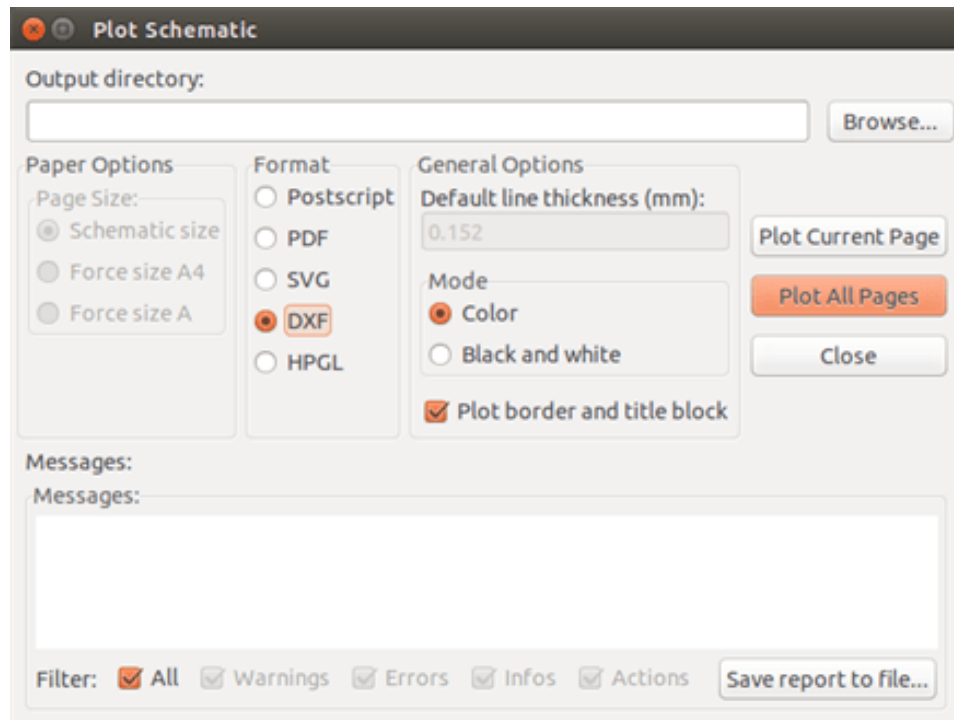 Plot Schematic
Output directory:
Browse...
Paper Options
Page Size:
Schematic size
Force size A4
Force size A
Format
Postscript
PDF
SVG
DXF
HPGL
General Options
Default line thickness (mm):
0.152
Mode
Color
Black and white
Plot border and title block
Plot Current Page
Plot All Pages
Close
Messages:
Messages:
Filter: All Warnings Errors Infos Actions Save report to file...